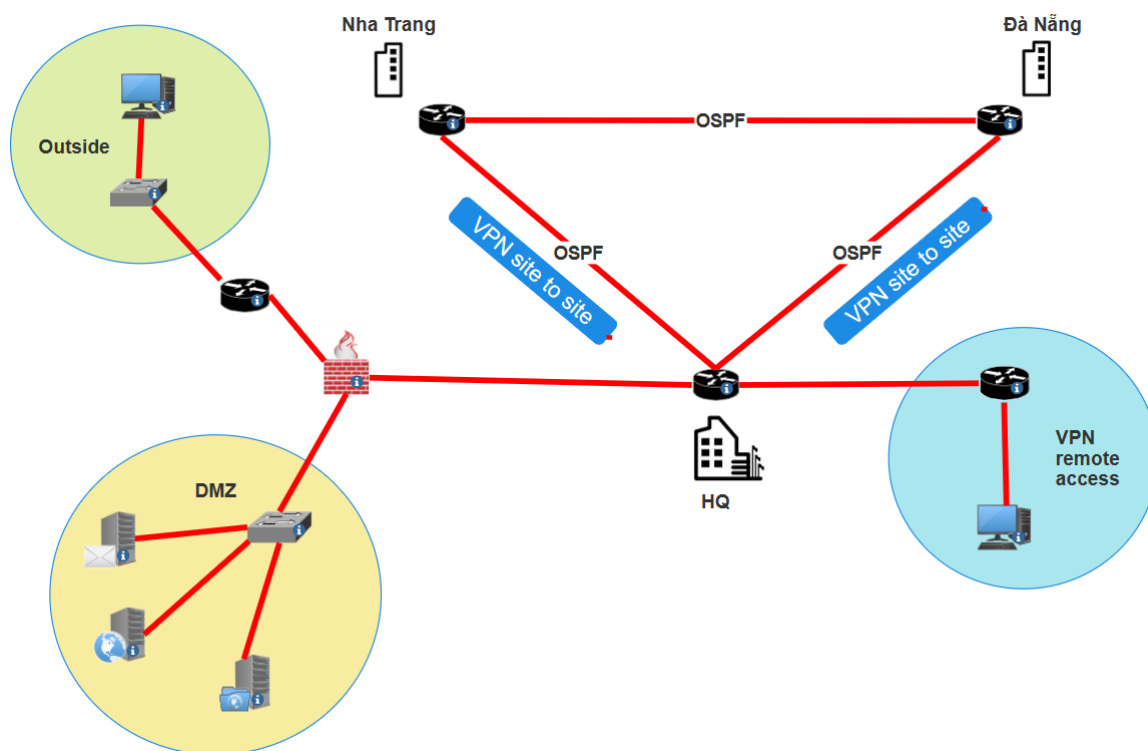 Nha Trang
Đà Nẵng
Outside
OSPF
VPN site to site
OSPF
OSPF
VPN site to site
VPN
remote
access
HQ
DMZ